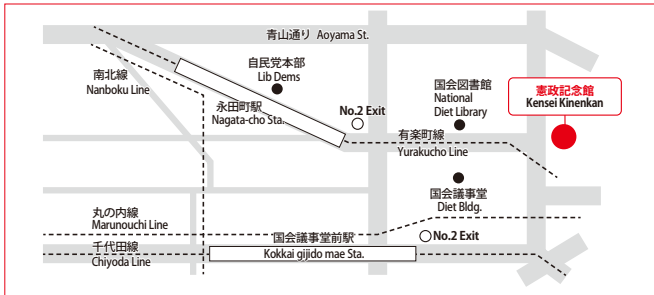 青山通り Aoyama St.
自民党本部
Lib Dems
南北線
Nanboku Line
永田町駅
Nagata-cho Sta.
No.2 Exit
国会図書館
National
Diet Library
憲政記念館
Kensei Kinenkan
有楽町線
Yurakucho Line
国会議事堂
Diet Bldg.
丸の内線
Marunouchi Line
国会議事堂前駅
No.2 Exit
千代田線
Kokkai gijido mae Sta.
Chiyoda Line